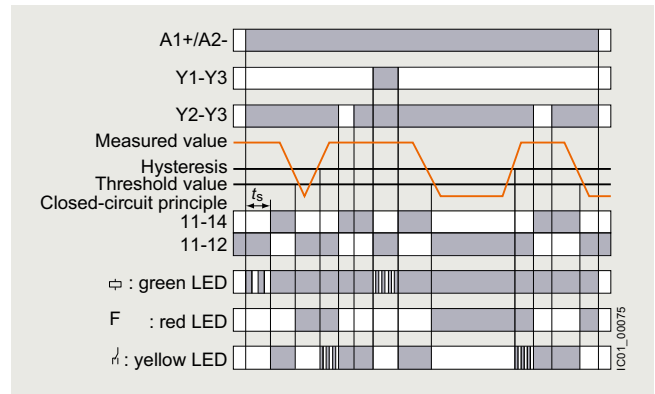 A1+/A2-
Y1-Y3
Y2-Y3
Measured value
Hysteresis
Threshold value
Closed-circuit principle
ts
11-14
11-12
: green LED
F : red LED
: yellow LED
IC01_00075